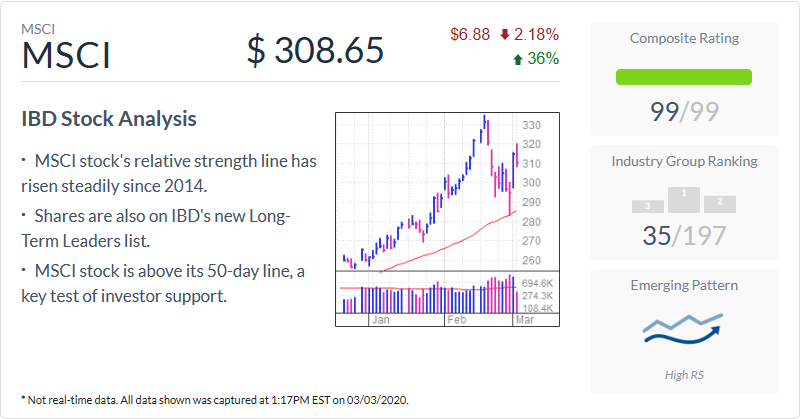 MSCI
MSCI
$ 308.65
$6.88 2.18%
36%
IBD Stock Analysis
· MSCI stock's relative strength line has
risen steadily since 2014.
· Shares are also on IBD's new Long-
Term Leaders list.
· MSCI stock is above its 50-day line, a
key test of investor support.
330
320
310
300
290
280
270
260
694.6K
274.3K
108.4K
Jan Feb Mar
Composite Rating
99/99
Industry Group Ranking
3 1 2
35/197
Emerging Pattern
High RS
* Not real-time data. All data shown was captured at 1:17PM EST on 03/03/2020.